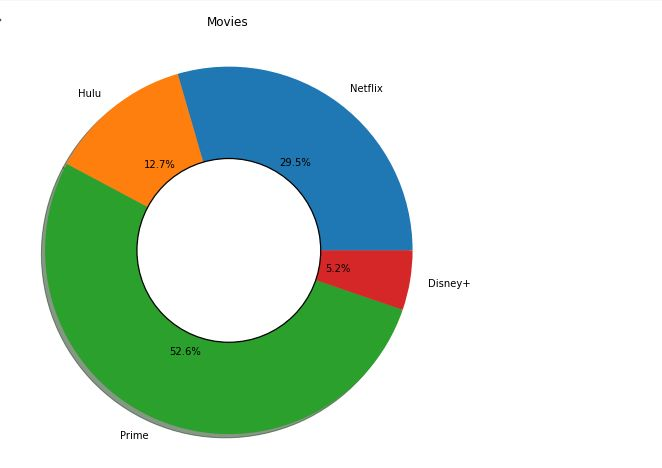 Movies
Hulu
Netflix
12.7%
29.5%
5.2%
Disney+
52.6%
Prime